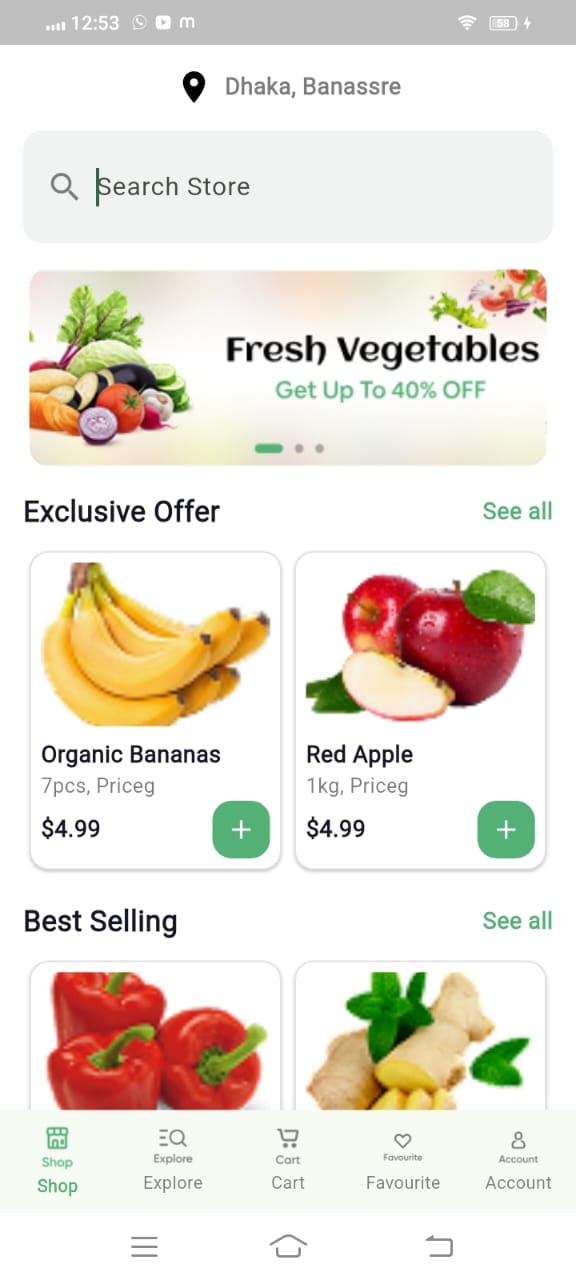 12:53 m 58
Dhaka, Banassre
Search Store
Fresh Vegetables
Get Up To 40% OFF
Exclusive Offer See all
Organic Bananas Red Apple
7pcs, Priceg 1kg, Priceg
$4.99 + $4.99 +
Best Selling See all
Shop Explore Cart Favourite Account
Shop Explore Cart Favourite Account